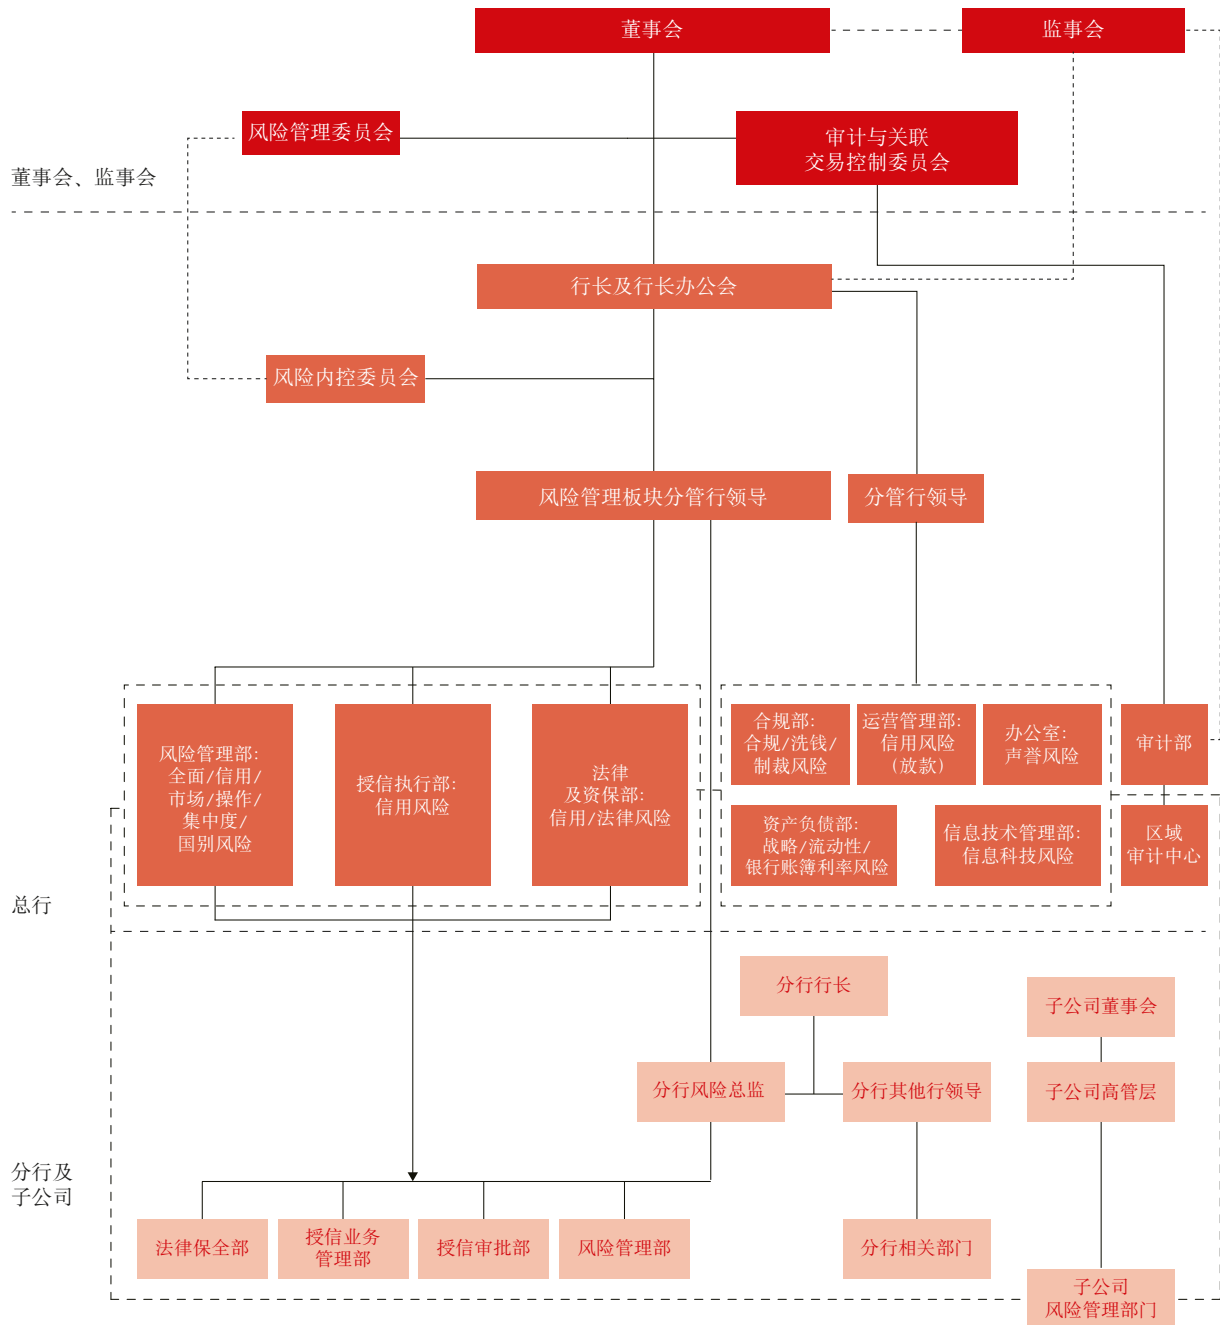 董事会
监事会
风险管理委员会
审计与关联
交易控制委员会
董事会、监事会
行长及行长办公会
风险内控委员会
风险管理板块分管行领导
分管行领导
风险管理部:
全面/信用/
市场/操作/
集中度/
国别风险
授信执行部:
信用风险
法律
及资保部:
信用/法律风险
合规部:
合规/洗钱/
制裁风险
运营管理部:
信用风险
(放款)
办公室:
声誉风险
审计部
资产负债部:
战略/流动性/
银行账簿利率风险
信息技术管理部:
信息科技风险
区域
审计中心
总行
分行行长
子公司董事会
分行风险总监
分行其他行领导
子公司高管层
分行及
子公司
法律保全部
授信业务
管理部
授信审批部
风险管理部
分行相关部门
子公司
风险管理部门